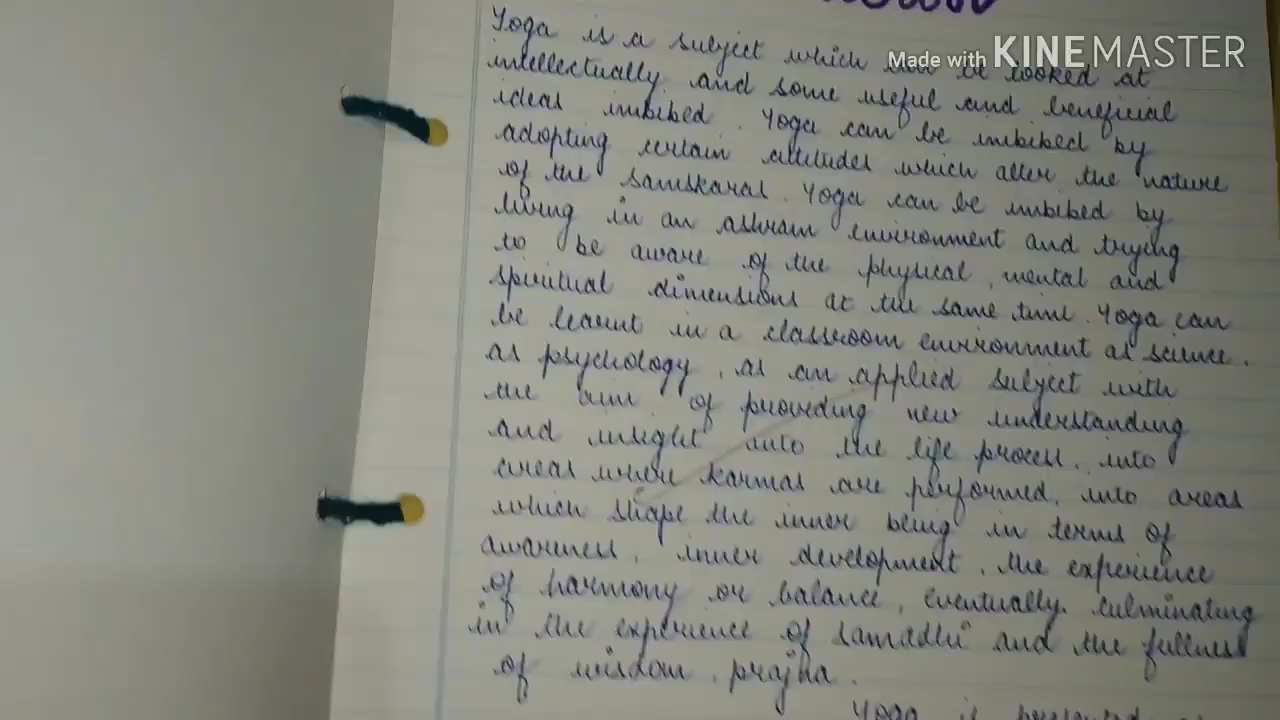 Made with KINEMASTER
Yoga is a subject which can be looked at
intellectually and some useful and beneficial
ideas imbibed. Yoga can be imbibed by
adopting certain attitudes which alter the nature
of the samskaras. Yoga can be imbibed by
living in an ashram environment and trying
to be aware of the physical, mental and
spiritual dimensions at the same time. Yoga can
be learnt in a classroom environment as science,
as psychology, as an applied subject with
the aim of providing new understanding
and insight into the life process, into
areas where karmas are performed, into areas
which shape the inner being in terms of
awareness, inner development, the experience
of harmony or balance, eventually culminating
in the experience of samadhi and the fullness
of wisdom, prajna.
Yoga is